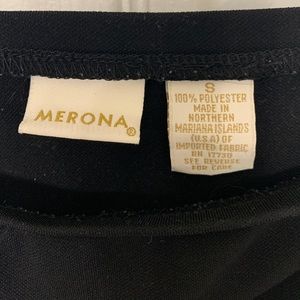 MERONA®
S
100% POLYESTER
MADE IN
NORTHERN
MARIANA ISLANDS
(U.S.A) OF
IMPORTED FABRIC
RN 17730
SEE REVERSE
FOR CARE